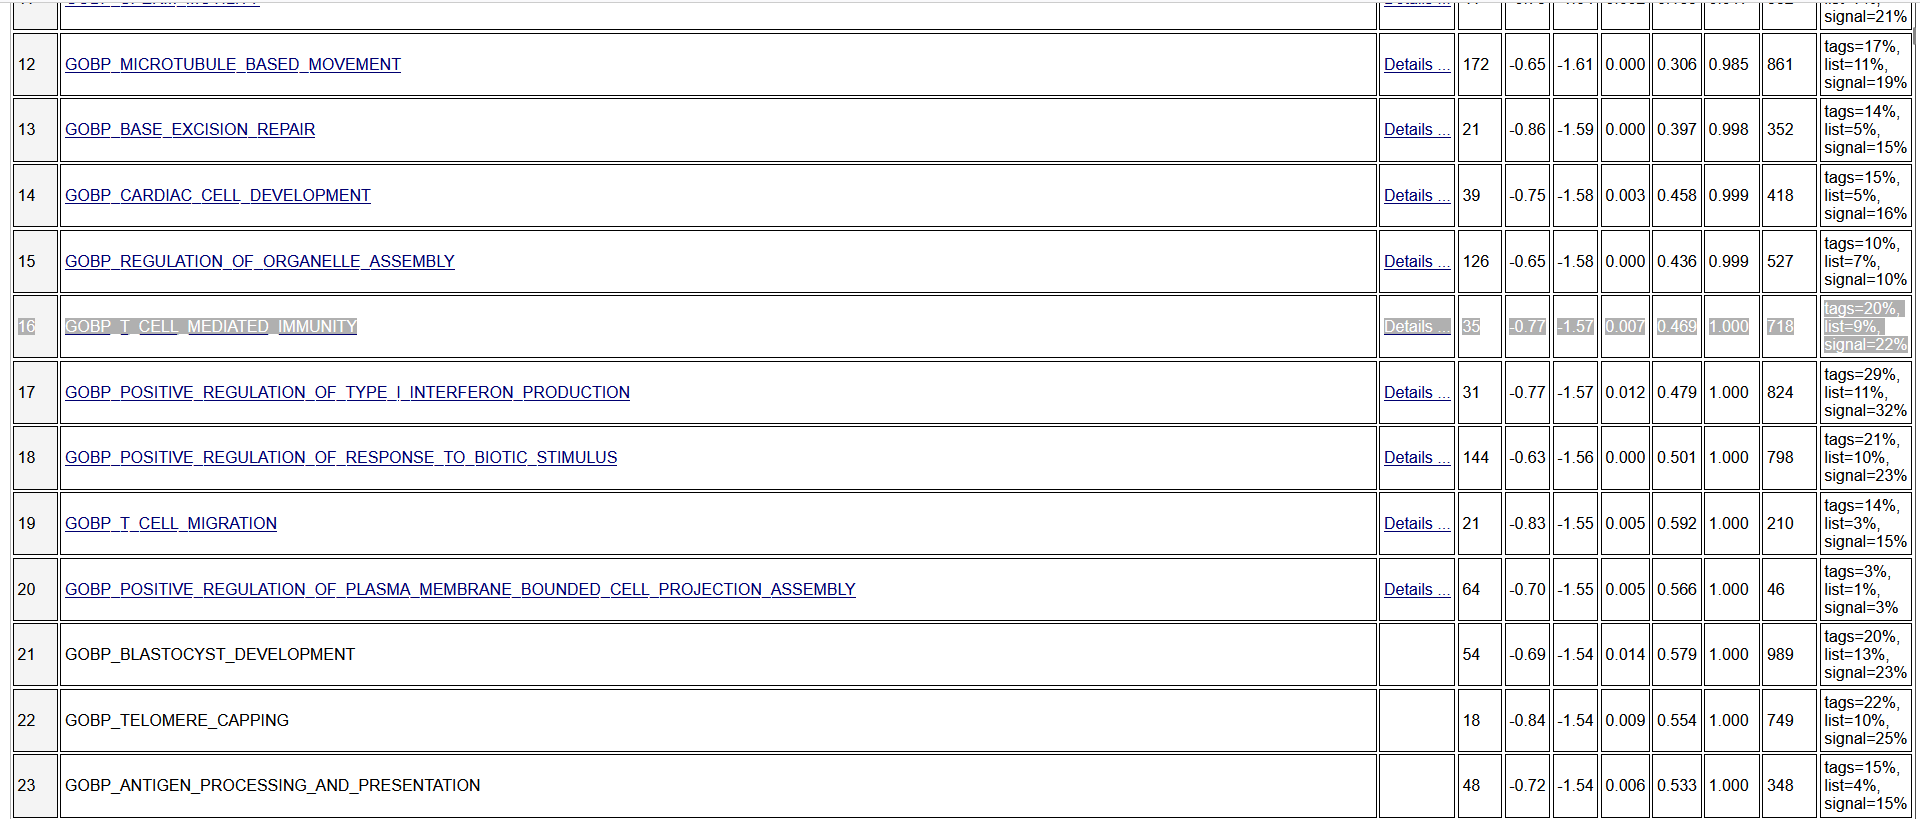 signal=21%
12 GOBP_MICROTUBULE_BASED_MOVEMENT Details ... 172 -0.65 -1.61 0.000 0.306 0.985 861 tags=17%,
list=11%,
signal=19%
13 GOBP_BASE_EXCISION_REPAIR Details ... 21 -0.86 -1.59 0.000 0.397 0.998 352 tags=14%,
list=5%,
signal=15%
14 GOBP_CARDIAC_CELL_DEVELOPMENT Details ... 39 -0.75 -1.58 0.003 0.458 0.999 418 tags=15%,
list=5%,
signal=16%
15 GOBP_REGULATION_OF_ORGANELLE_ASSEMBLY Details ... 126 -0.65 -1.58 0.000 0.436 0.999 527 tags=10%,
list=7%,
signal=10%
16 GOBP_T_CELL_MEDIATED_IMMUNITY Details ... 35 -0.77 -1.57 0.007 0.469 1.000 718 tags=20%,
list=9%,
signal=22%
17 GOBP_POSITIVE_REGULATION_OF_TYPE_I_INTERFERON_PRODUCTION Details ... 31 -0.77 -1.57 0.012 0.479 1.000 824 tags=29%,
list=11%,
signal=32%
18 GOBP_POSITIVE_REGULATION_OF_RESPONSE_TO_BIOTIC_STIMULUS Details ... 144 -0.63 -1.56 0.000 0.501 1.000 798 tags=21%,
list=10%,
signal=23%
19 GOBP_T_CELL_MIGRATION Details ... 21 -0.83 -1.55 0.005 0.592 1.000 210 tags=14%,
list=3%,
signal=15%
20 GOBP_POSITIVE_REGULATION_OF_PLASMA_MEMBRANE_BOUNDED_CELL_PROJECTION_ASSEMBLY Details ... 64 -0.70 -1.55 0.005 0.566 1.000 46 tags=3%,
list=1%,
signal=3%
21 GOBP_BLASTOCYST_DEVELOPMENT 54 -0.69 -1.54 0.014 0.579 1.000 989 tags=20%,
list=13%,
signal=23%
22 GOBP_TELOMERE_CAPPING 18 -0.84 -1.54 0.009 0.554 1.000 749 tags=22%,
list=10%,
signal=25%
23 GOBP_ANTIGEN_PROCESSING_AND_PRESENTATION 48 -0.72 -1.54 0.006 0.533 1.000 348 tags=15%,
list=4%,
signal=15%